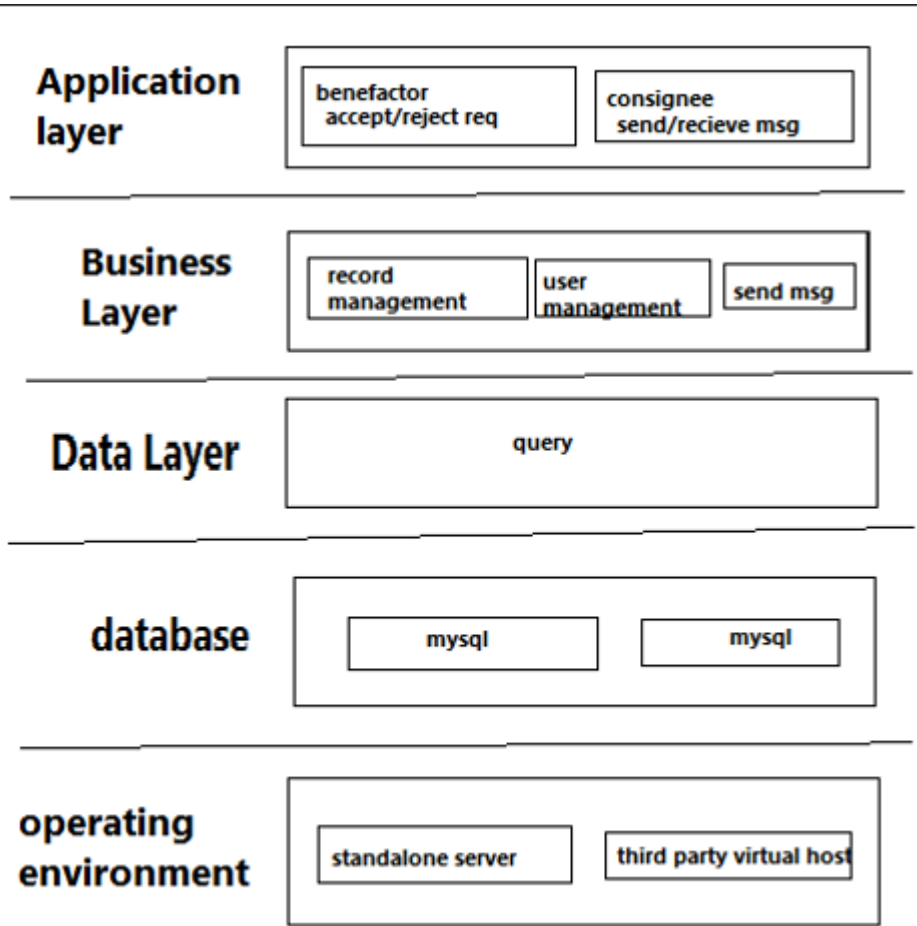 Application
layer
benefactor
accept/reject req
consignee
send/recieve msg
Business
Layer
record
management
user
management
send msg
Data Layer
query
database
mysql
mysql
operating
environment
standalone server
third party virtual host